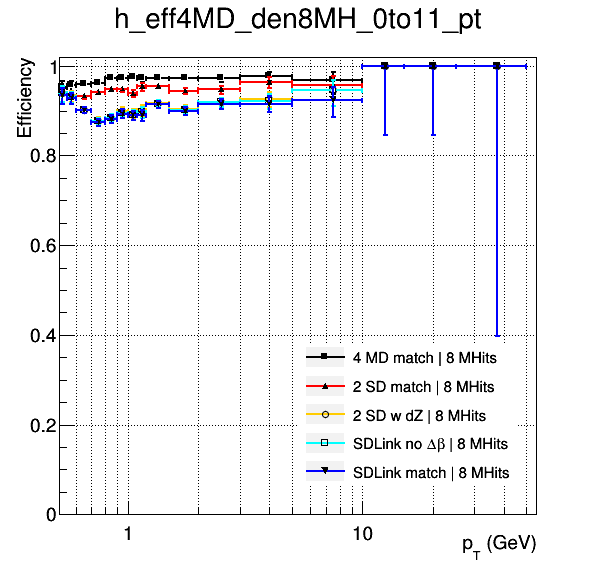 h_eff4MD_den8MH_0to11_pt
Efficiency
1
0.8
0.6
0.4
0.2
0
4 MD match | 8 MHits
2 SD match | 8 MHits
2 SD w dZ | 8 MHits
SDLink no Δβ | 8 MHits
SDLink match | 8 MHits
1
10
p_T (GeV)